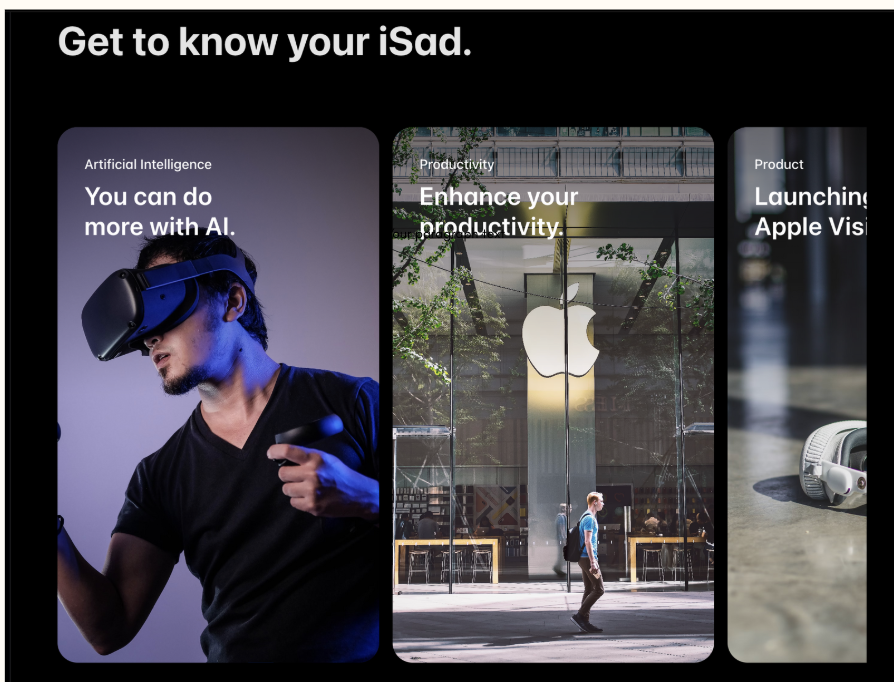 Get to know your iSad.
Artificial Intelligence
You can do
more with AI.
Productivity
Enhance your
productivity.
Product
Launching
Apple Visi